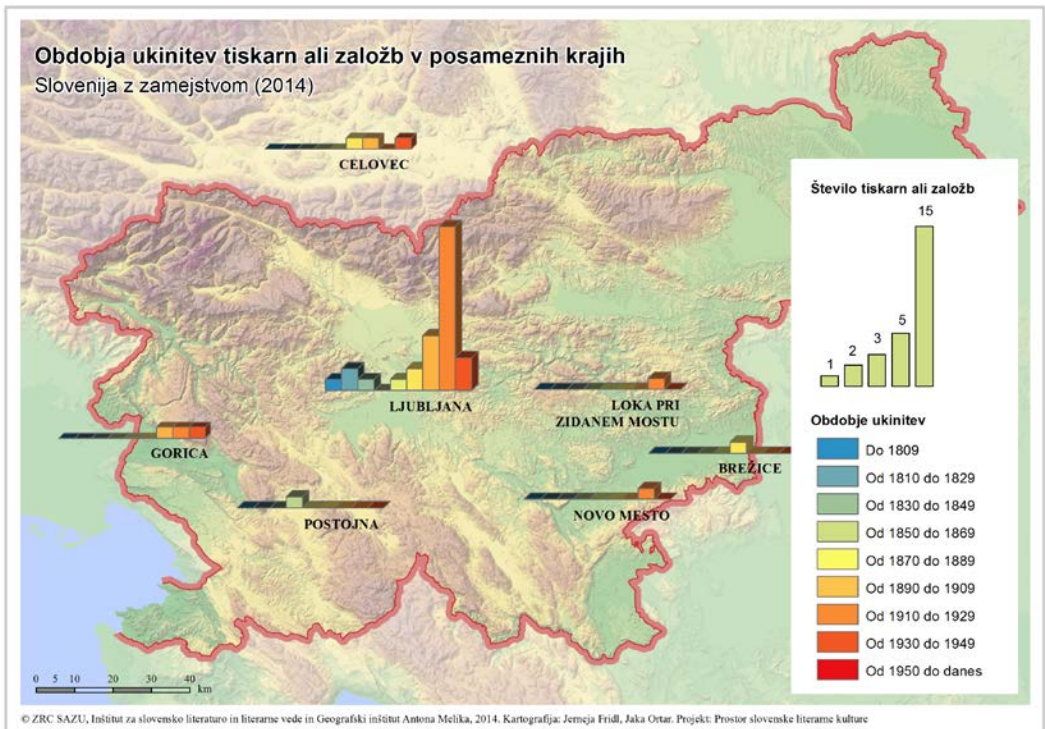 Obdobja ukinitev tiskarn ali založb v posameznih krajih
Slovenija z zamejstvom (2014)
CELOVEC
LJUBLJANA
LOKA PRI
ZIDANEM MOSTU
GORICA
BREŽICE
POSTOJNA
NOVO MESTO
Število tiskarn ali založb
1
2
3
5
15
Obdobje ukinitev
Do 1809
Od 1810 do 1829
Od 1830 do 1849
Od 1850 do 1869
Od 1870 do 1889
Od 1890 do 1909
Od 1910 do 1929
Od 1930 do 1949
Od 1950 do danes
0 5 10 20 30 40
km
© ZRC SAZU, Inštitut za slovensko literaturo in literarne vede in Geografski inštitut Antona Melika, 2014. Kartografija: Jerneja Fridl, Jaka Ortar. Projekt: Prostor slovenske literarne kulture